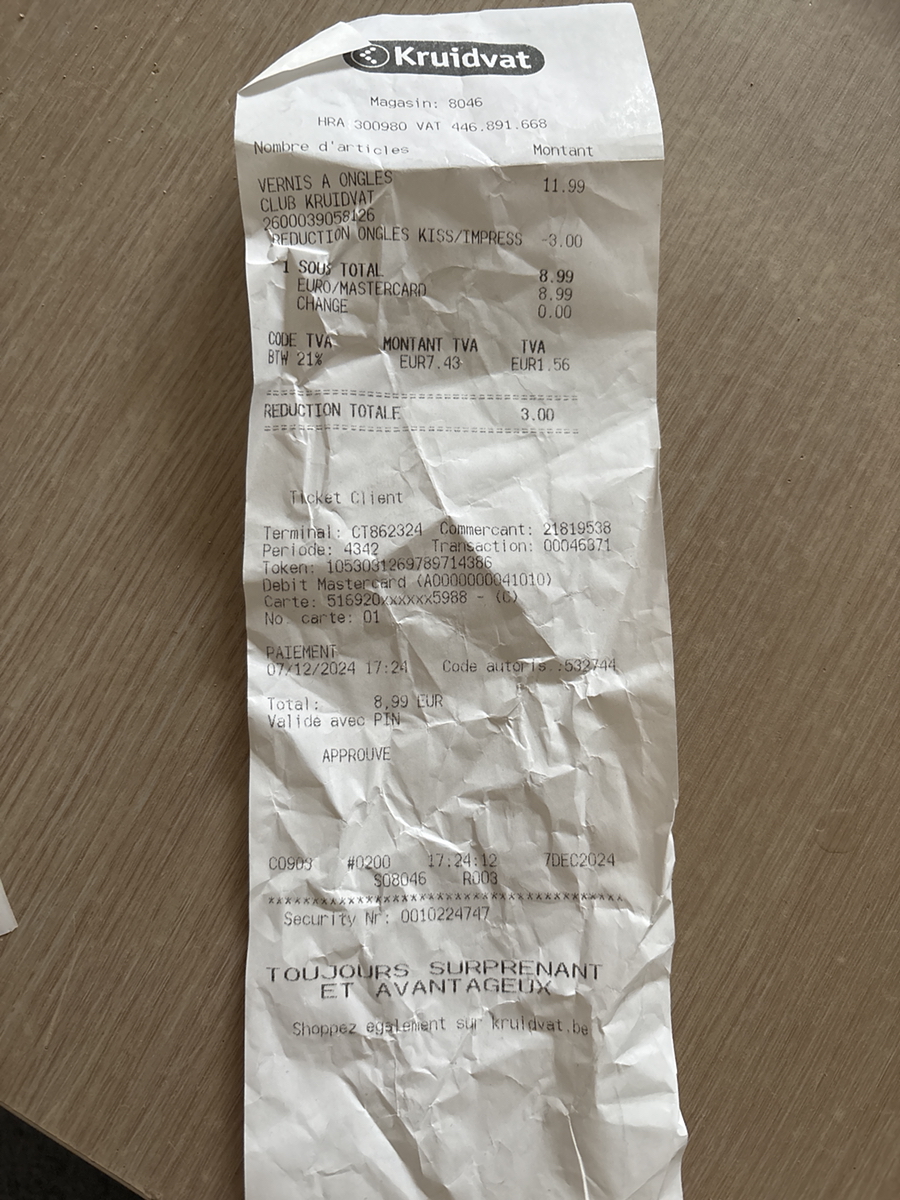 Kruidvat
Magasin: 8046
HRA 300980 VAT 446.891.668
Nombre d'articles Montant
VERNIS A ONGLES 11.99
CLUB KRUIDVAT
2600039058126
REDUCTION ONGLES KISS/IMPRESS -3.00
1 SOUS TOTAL 8.99
EURO/MASTERCARD 8.99
CHANGE 0.00
CODE TVA MONTANT TVA TVA
BTW 21% EUR7.43 EUR1.56
================================
REDUCTION TOTALE 3.00
================================
Ticket Client
Terminal: CT862324 Commercant: 21819538
Periode: 4342 Transaction: 00046371
Token: 1053031269789714386
Debit Mastercard (A0000000041010)
Carte: 516920xxxxxx5988 - (C)
No. carte: 01
PAIEMENT
07/12/2024 17:24 Code autoris.:532744
Total: 8,99 EUR
Validé avec PIN
APPROUVE
C0903 #0200 17:24:12 7DEC2024
S08046 R003
****************************************
Security Nr: 0010224747
TOUJOURS SURPRENANT
ET AVANTAGEUX
Shoppez egalement sur kruidvat.be